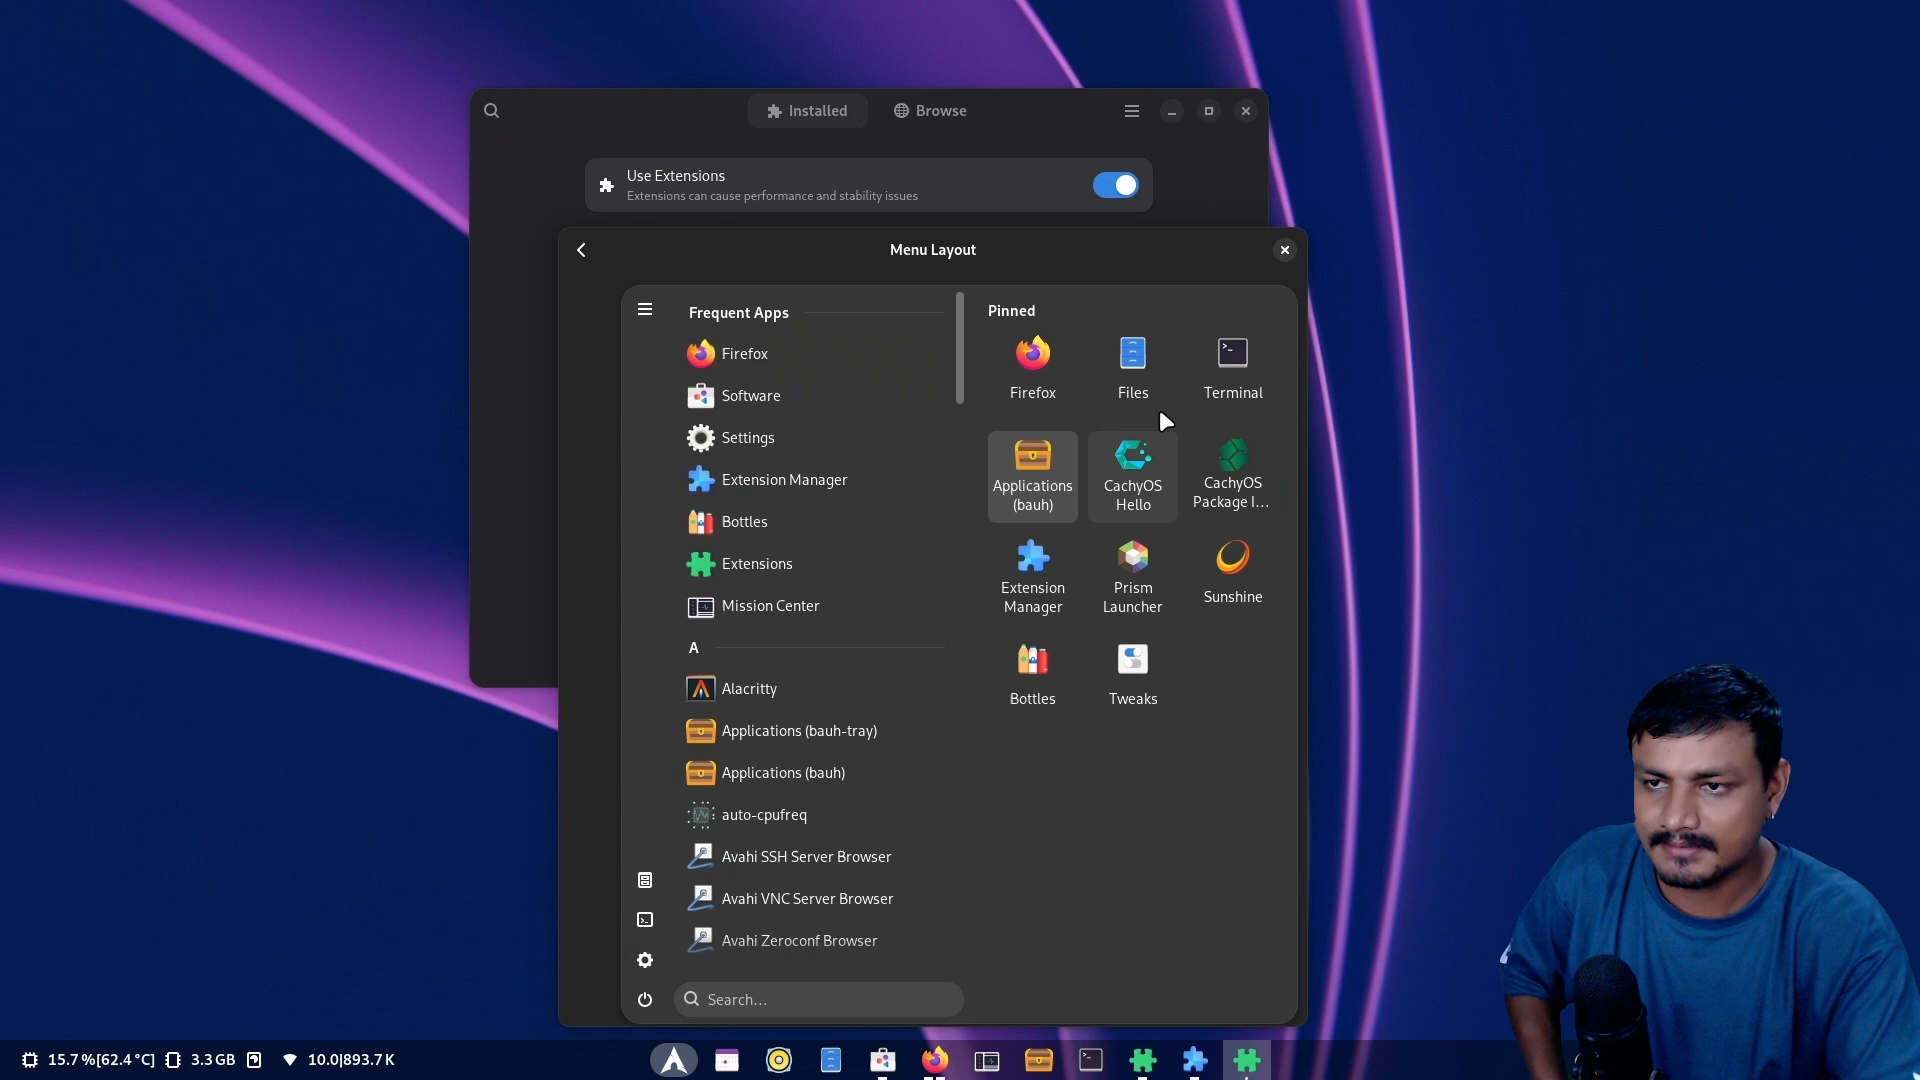 Installed
Browse
Use Extensions
Extensions can cause performance and stability issues
Menu Layout
Frequent Apps
Firefox
Software
Settings
Extension Manager
Bottles
Extensions
Mission Center
A
Alacritty
Applications (bauh-tray)
Applications (bauh)
auto-cpufreq
Avahi SSH Server Browser
Avahi VNC Server Browser
Avahi Zeroconf Browser
Search...
Pinned
Firefox
Files
Terminal
Applications
(bauh)
CachyOS
Hello
CachyOS
Package I...
Extension
Manager
Prism
Launcher
Sunshine
Bottles
Tweaks
15.7 %[62.4 °C] 3.3 GB 10.0|893.7 K